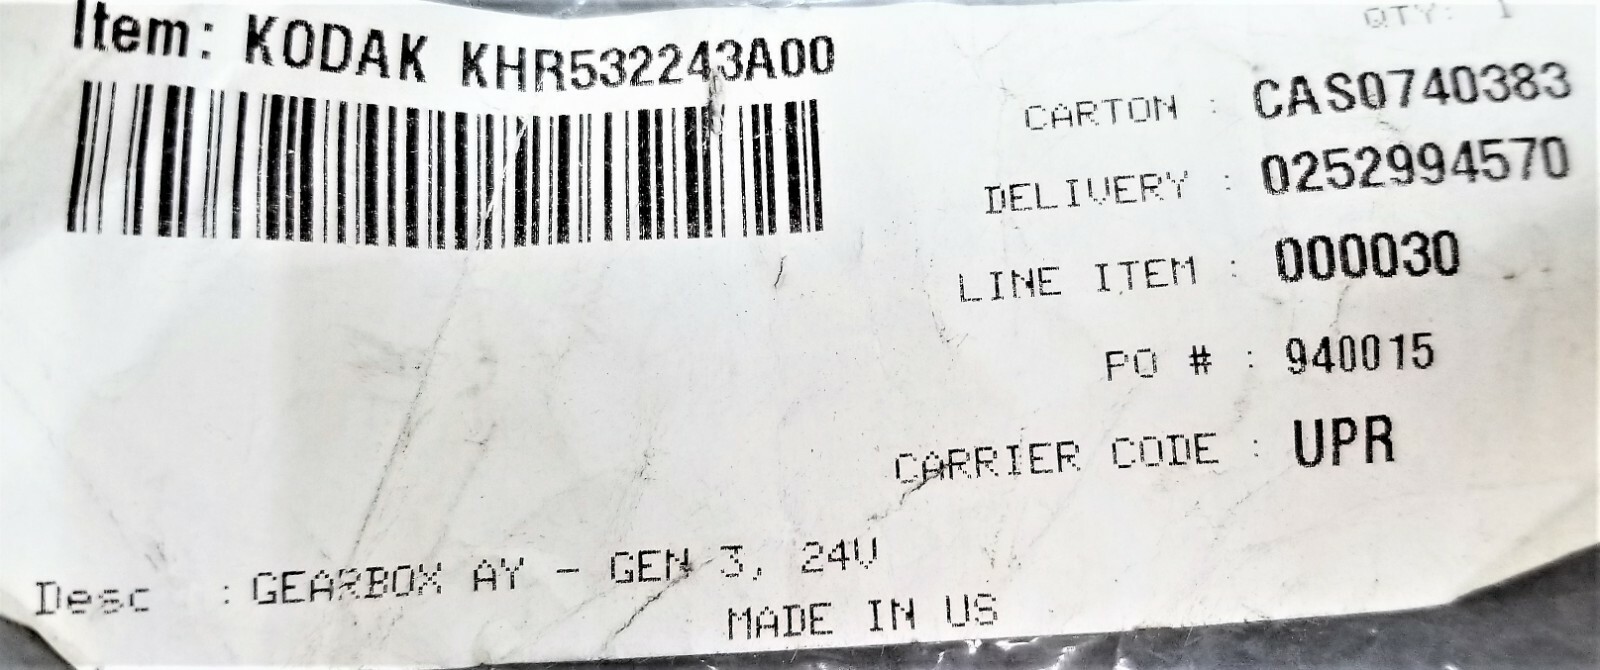 Item: KODAK KHR532243A00
QTY: 1
CARTON : CAS0740383
DELIVERY : 0252994570
LINE ITEM : 000030
PO # : 940015
CARRIER CODE : UPR
Desc : GEARBOX AY - GEN 3, 24V
MADE IN US